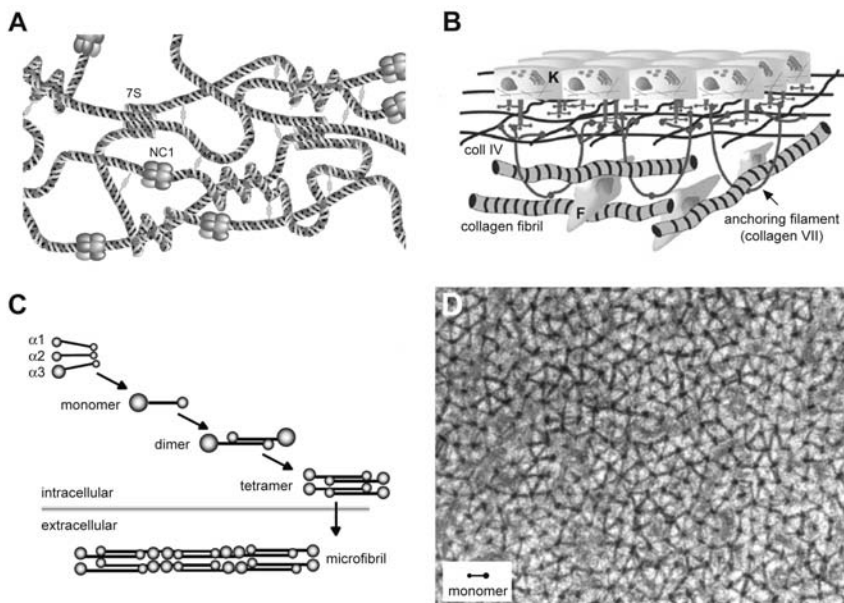 A
7S
NC1
B
K
coll IV
F
collagen fibril
anchoring filament
(collagen VII)
C
α1
α2
α3
monomer
dimer
tetramer
intracellular
extracellular
microfibril
D
monomer